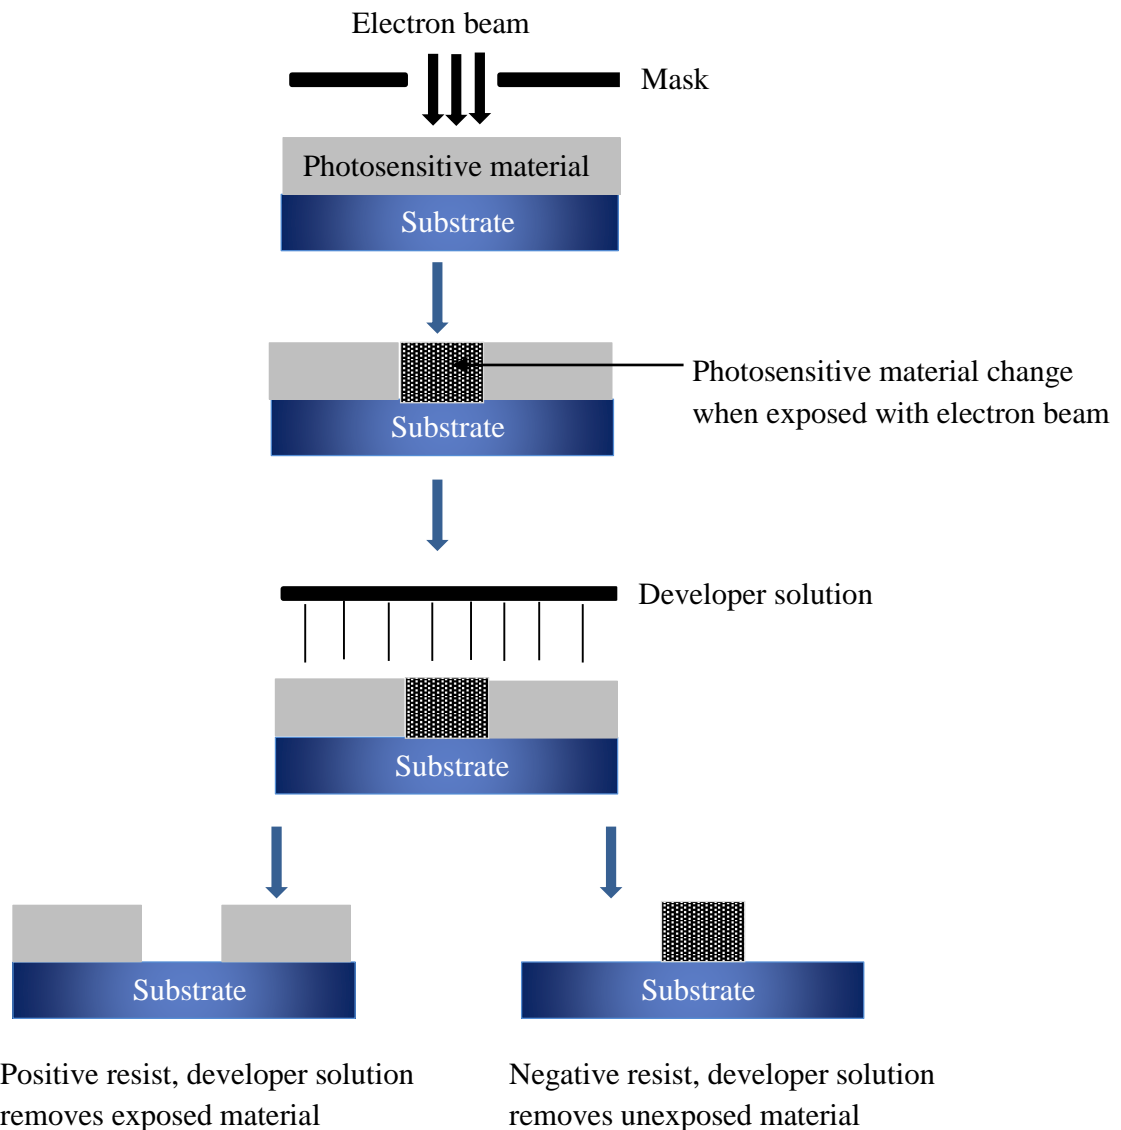 Electron beam
Mask
Photosensitive material
Substrate
Photosensitive material change
when exposed with electron beam
Substrate
Developer solution
Substrate
Substrate
Substrate
Positive resist, developer solution
removes exposed material
Negative resist, developer solution
removes unexposed material